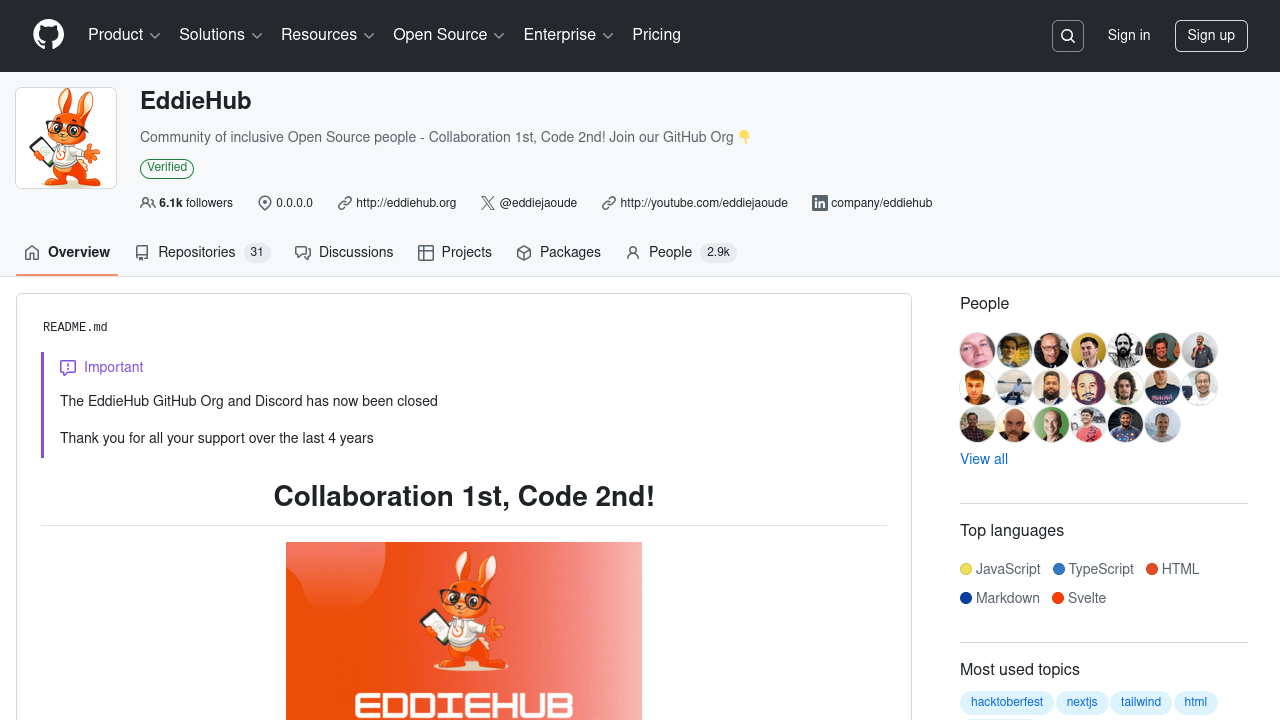 Product Solutions Resources Open Source Enterprise Pricing Sign in Sign up
EddieHub
Community of inclusive Open Source people - Collaboration 1st, Code 2nd! Join our GitHub Org 👇
Verified
6.1k followers 0.0.0.0 http://eddiehub.org @eddiejaoude http://youtube.com/eddiejaoude company/eddiehub
Overview Repositories 31 Discussions Projects Packages People 2.9k
README.md
Important
The EddieHub GitHub Org and Discord has now been closed
Thank you for all your support over the last 4 years
Collaboration 1st, Code 2nd!
EDDIEHUB
People
View all
Top languages
JavaScript TypeScript HTML
Markdown Svelte
Most used topics
hacktoberfest nextjs tailwind html